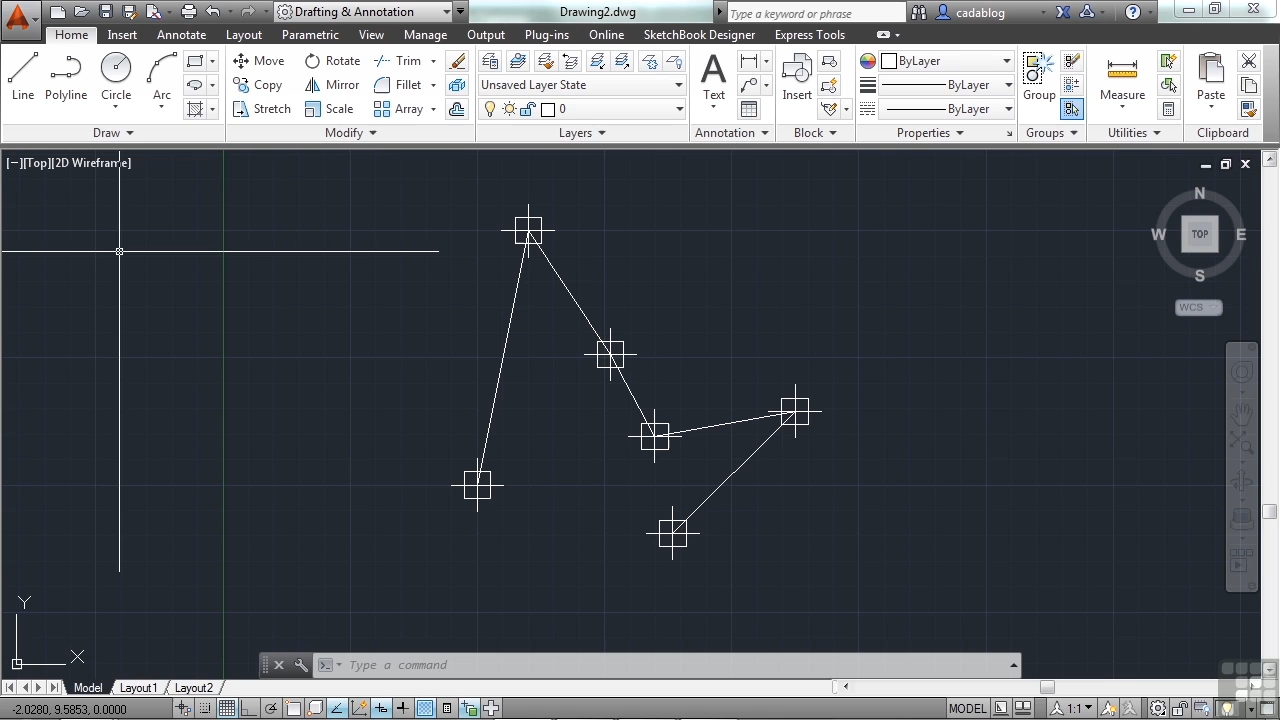 Drafting & Annotation
Drawing2.dwg
Type a keyword or phrase
cadablog
Home Insert Annotate Layout Parametric View Manage Output Plug-ins Online SketchBook Designer Express Tools
Line Polyline Circle Arc
Move Rotate Trim
Copy Mirror Fillet
Stretch Scale Array
Unsaved Layer State
0
Text
Insert
ByLayer
ByLayer
ByLayer
Group
Measure
Paste
Draw Modify Layers Annotation Block Properties Groups Utilities Clipboard
[−][Top][2D Wireframe]
N
W TOP E
S
WCS
Y
X
Type a command
Model Layout1 Layout2
-2.0280, 9.5853, 0.0000
MODEL
1:1